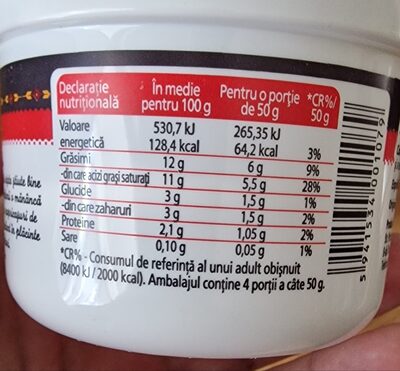 Declarație nutrițională
În medie pentru 100 g
Pentru o porție de 50 g
*CR%/ 50 g
Valoare energetică 530,7 kJ 265,35 kJ
128,4 kcal 64,2 kcal 3%
Grăsimi 12 g 6 g 9%
-din care acizi grași saturați 11 g 5,5 g 28%
Glucide 3 g 1,5 g 1%
-din care zaharuri 3 g 1,5 g 2%
Proteine 2,1 g 1,05 g 2%
Sare 0,10 g 0,05 g 1%
*CR% - Consumul de referință al unui adult obișnuit
(8400 kJ / 2000 kcal). Ambalajul conține 4 porții a câte 50 g.
5941534001079